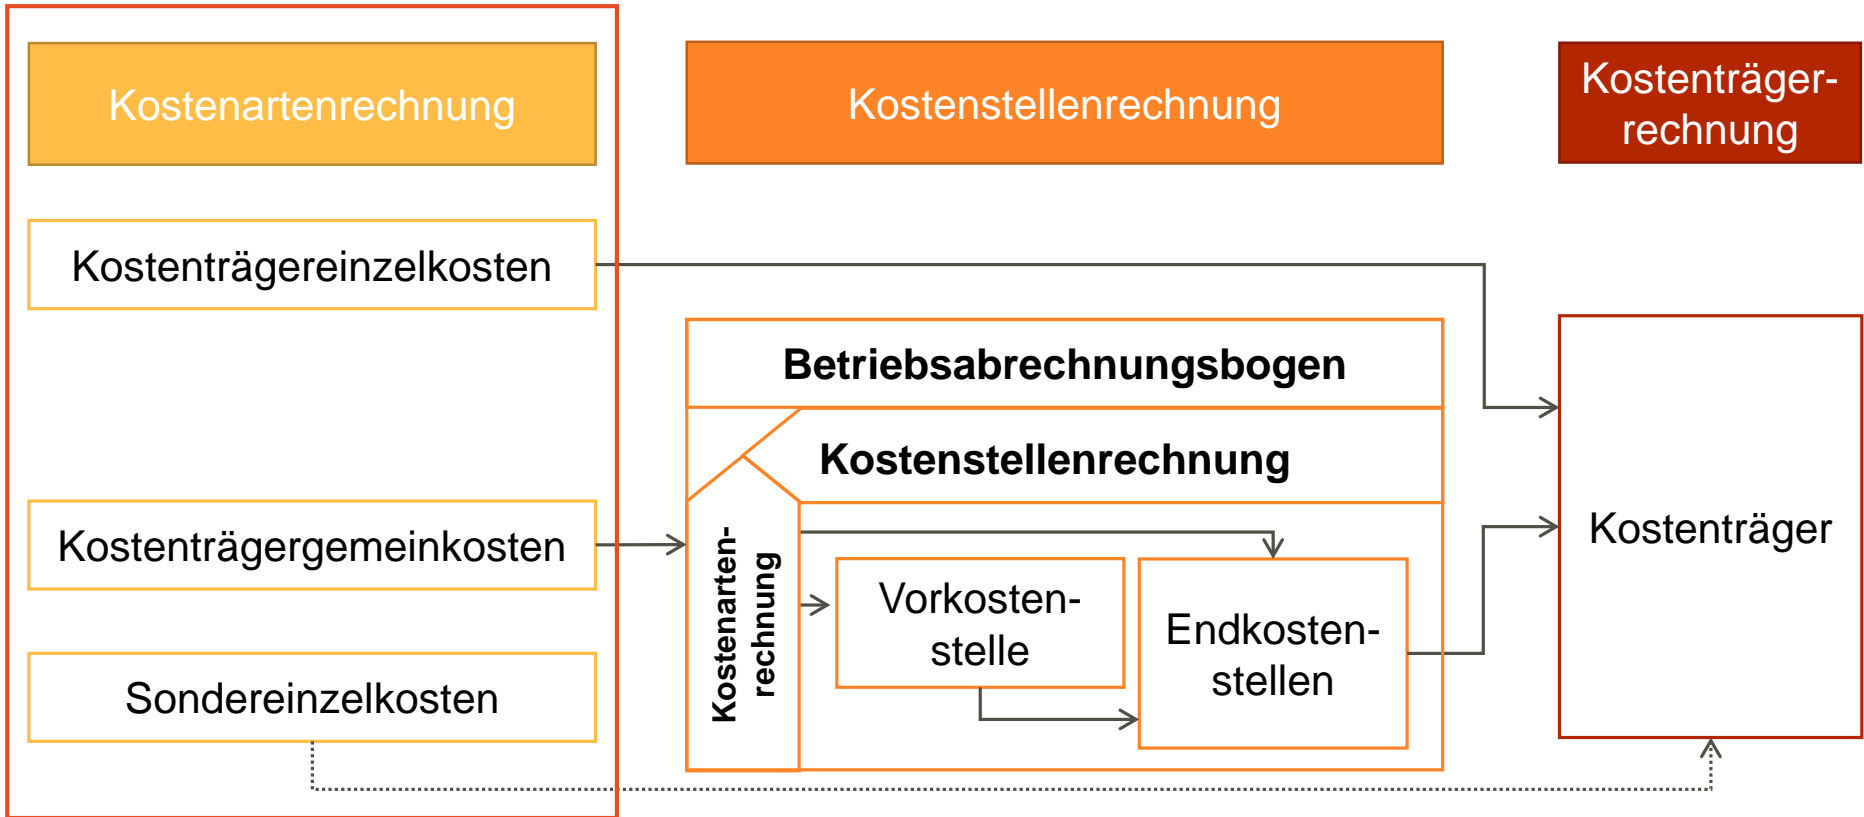 Kostenartenrechnung
Kostenstellenrechnung
Kostenträger-
rechnung
Kostenträgereinzelkosten
Betriebsabrechnungsbogen
Kostenstellenrechnung
Kostenträgergemeinkosten
Kostenarten-
rechnung
Vorkosten-
stelle
Endkosten-
stellen
Kostenträger
Sondereinzelkosten